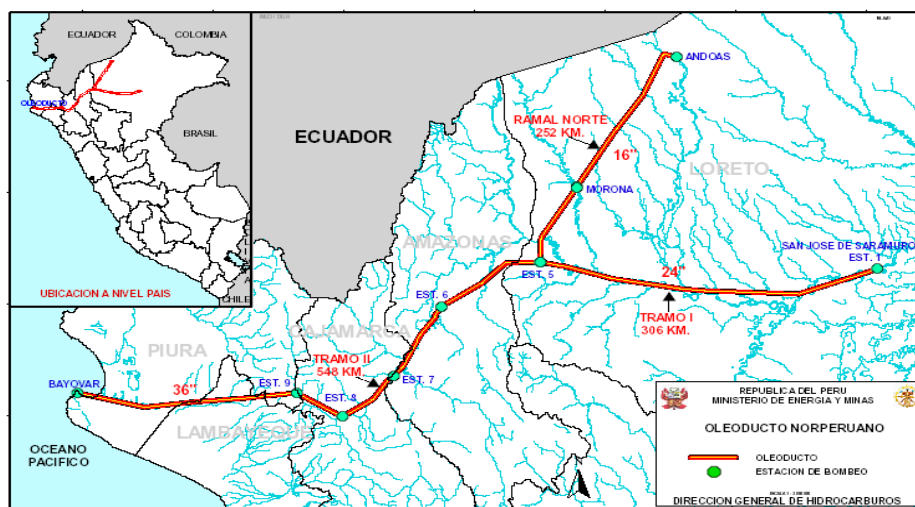 ECUADOR
COLOMBIA
OLEODUCTO
BRASIL
CHILE
UBICACION A NIVEL PAIS
ECUADOR
ANDOAS
RAMAL NORTE
252 KM.
16"
LORETO
MORONA
AMAZONAS
SAN JOSE DE SARAMURO
EST. 1
EST. 5
24"
TRAMO I
306 KM.
EST. 6
CAJAMARCA
PIURA
TRAMO II
548 KM
EST. 7
BAYOVAR
36"
EST. 9
EST. 8
LAMBAYEQUE
OCEANO
PACIFICO
REPUBLICA DEL PERU
MINISTERIO DE ENERGIA Y MINAS
OLEODUCTO NORPERUANO
OLEODUCTO
ESTACION DE BOMBEO
DIRECCION GENERAL DE HIDROCARBUROS